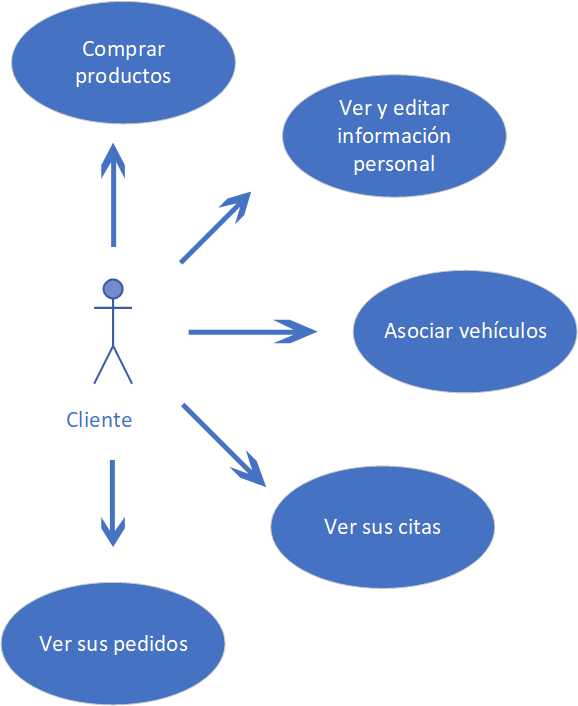 Comprar
productos
Ver y editar
información
personal
Asociar vehículos
Cliente
Ver sus citas
Ver sus pedidos